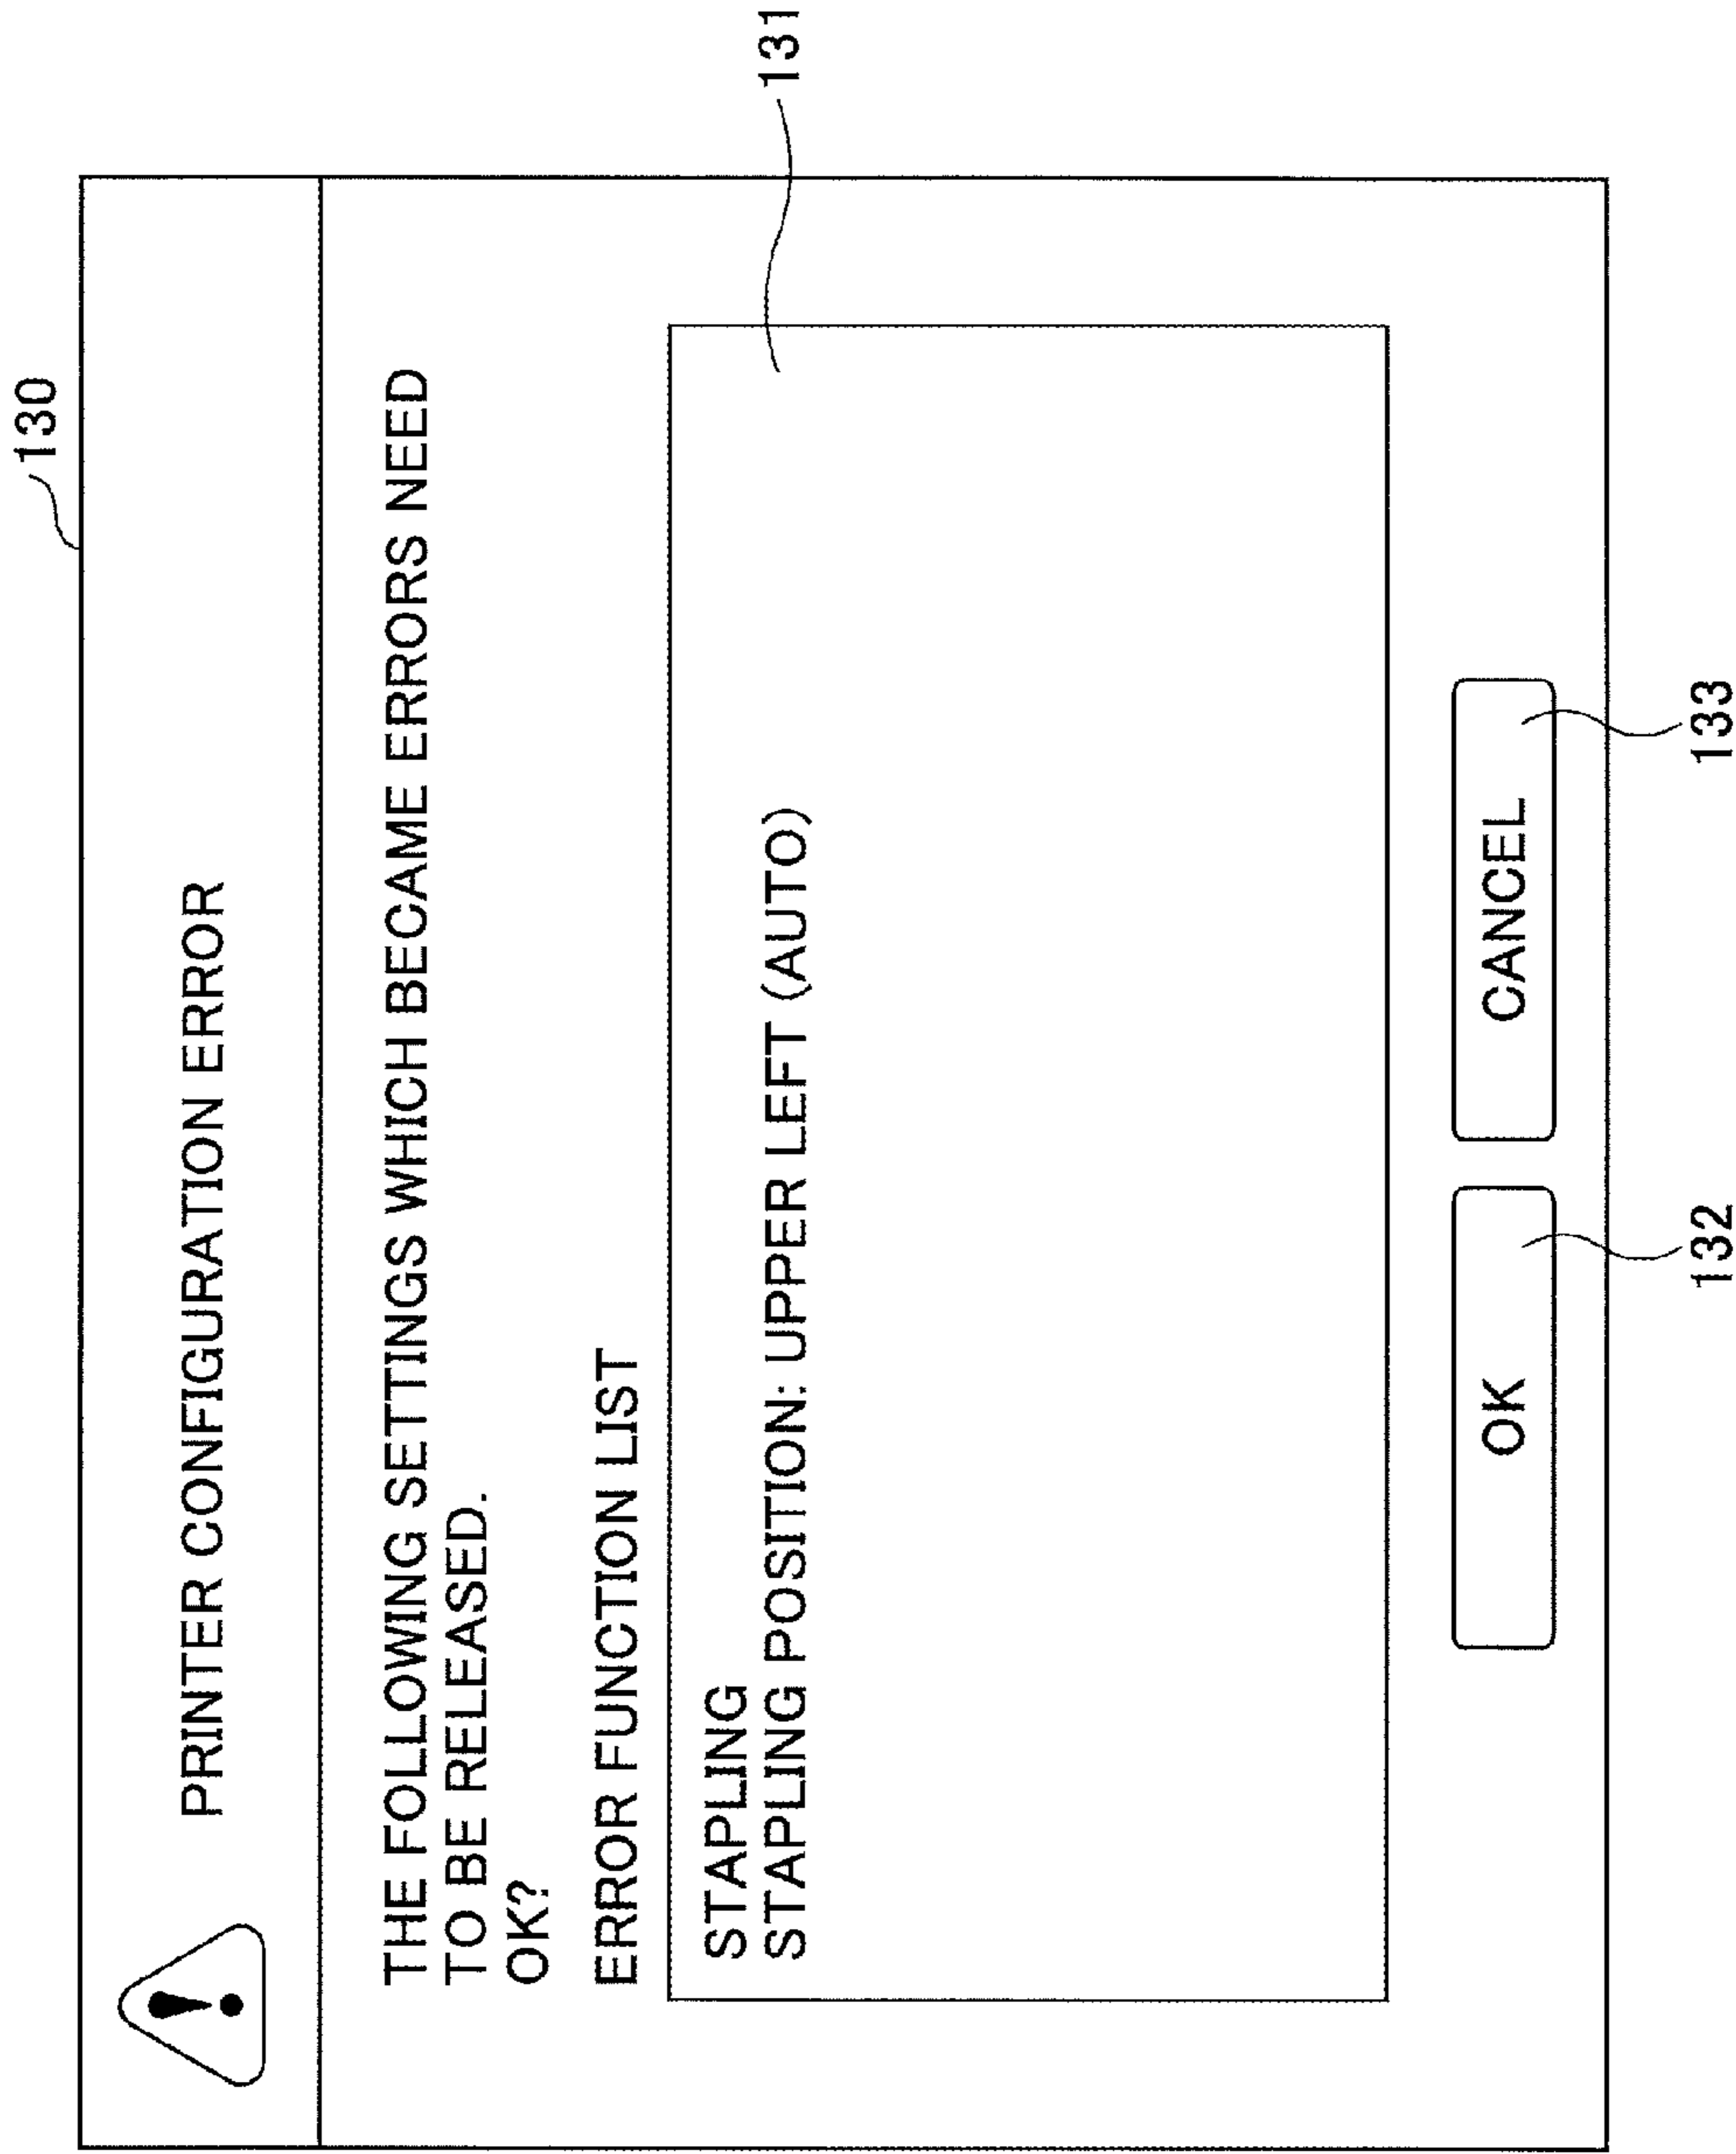 130
PRINTER CONFIGURATION ERROR
THE FOLLOWING SETTINGS WHICH BECAME ERRORS NEED
TO BE RELEASED.
OK?
ERROR FUNCTION LIST
131
STAPLING
STAPLING POSITION: UPPER LEFT (AUTO)
OK
CANCEL
132
133